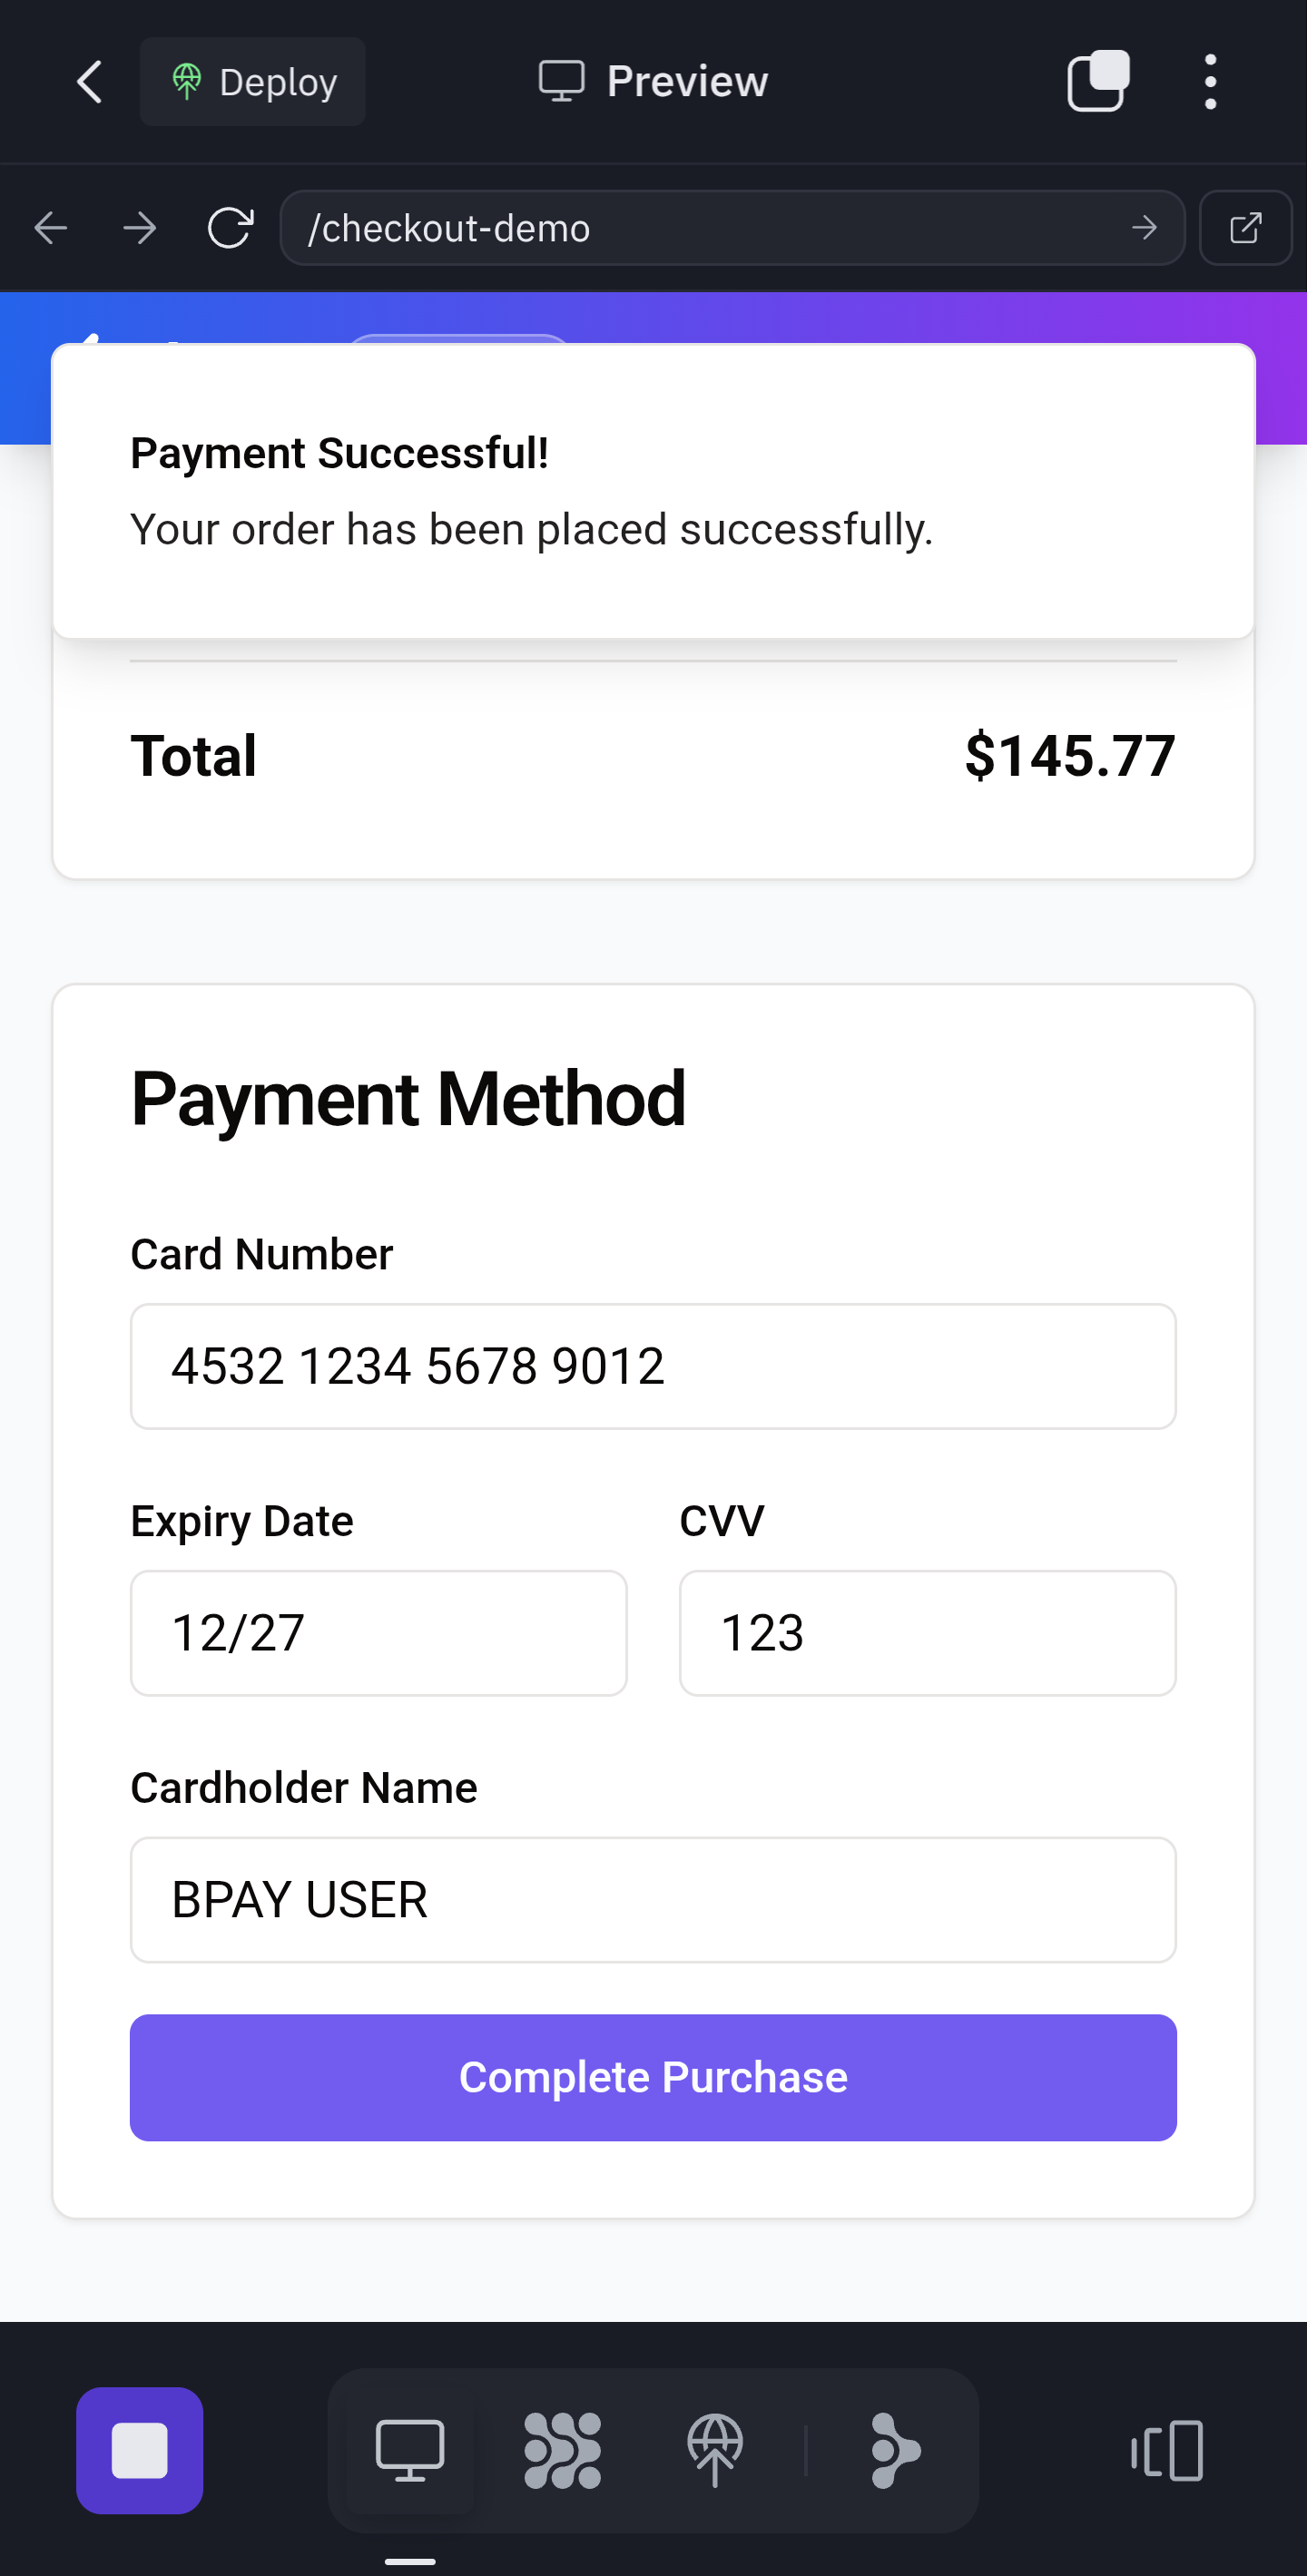 Deploy
Preview
/checkout-demo
Payment Successful!
Your order has been placed successfully.
Total
$145.77
Payment Method
Card Number
4532 1234 5678 9012
Expiry Date
CVV
12/27
123
Cardholder Name
BPAY USER
Complete Purchase